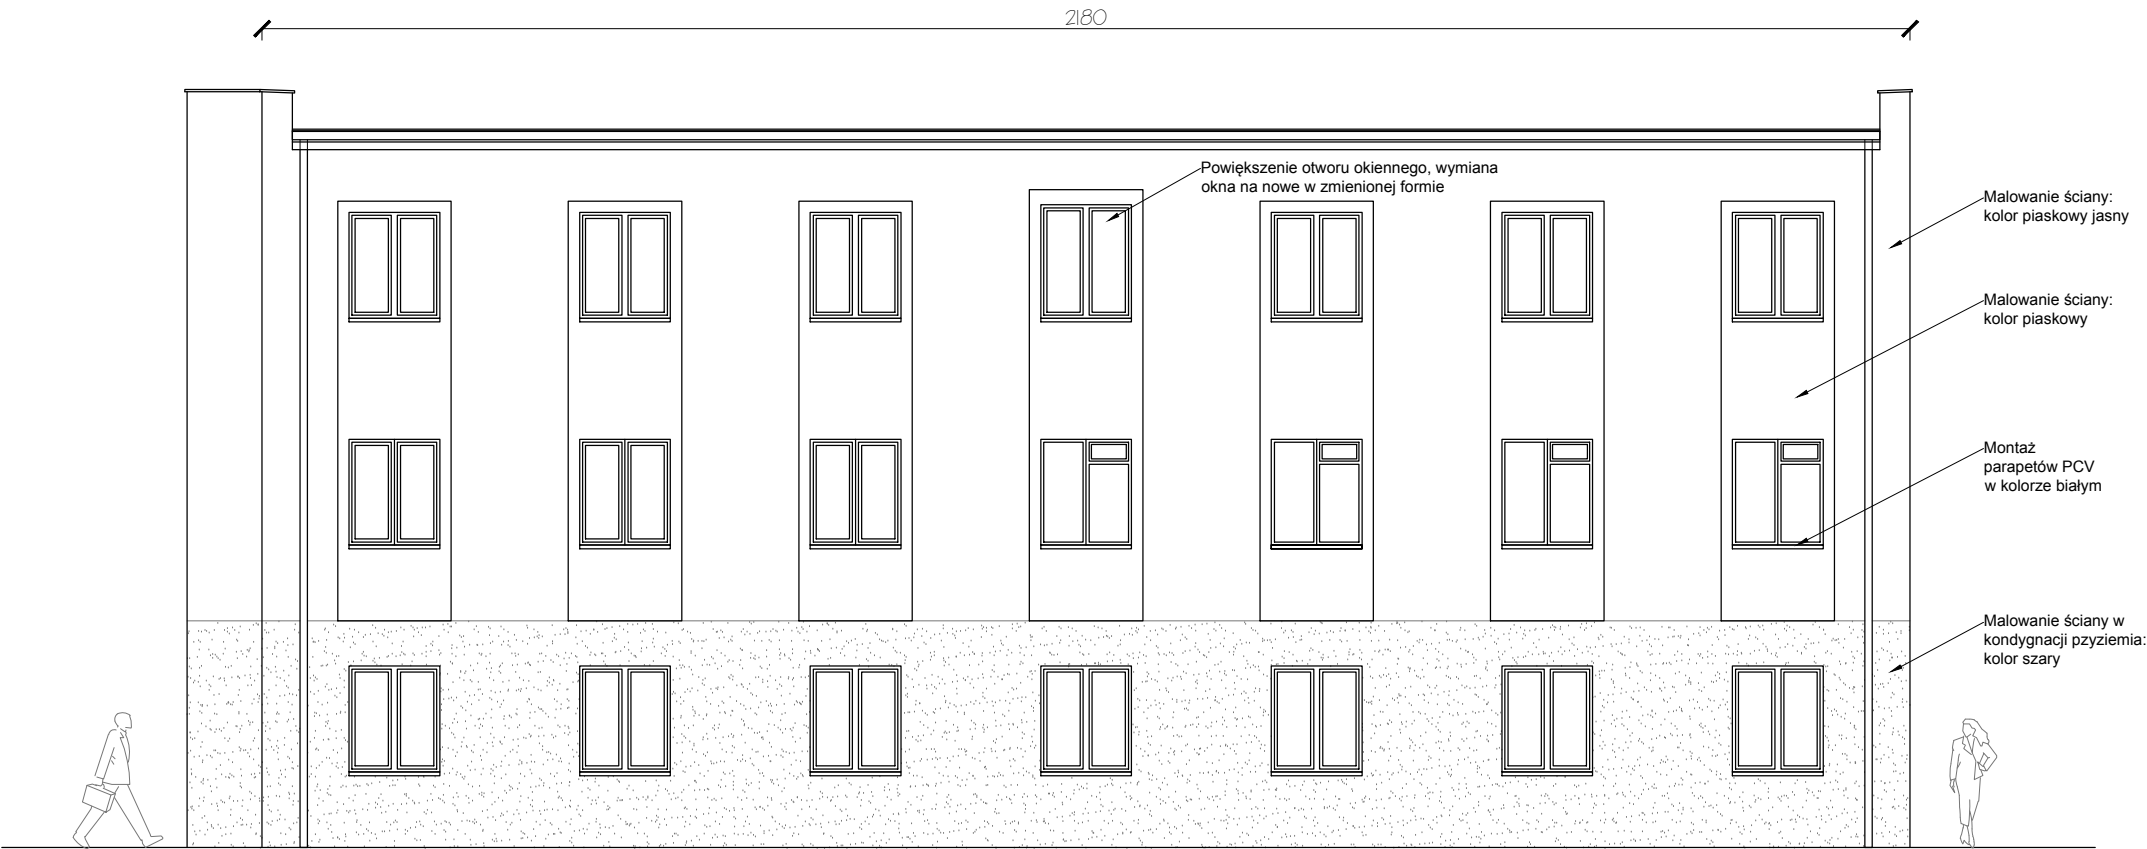 2180
Powiększenie otworu okiennego, wymiana
okna na nowe w zmienionej formie
Malowanie ściany:
kolor piaskowy jasny
Malowanie ściany:
kolor piaskowy
Montaż
parapetów PCV
w kolorze białym
Malowanie ściany w
kondygnacji pzyziemia:
kolor szary